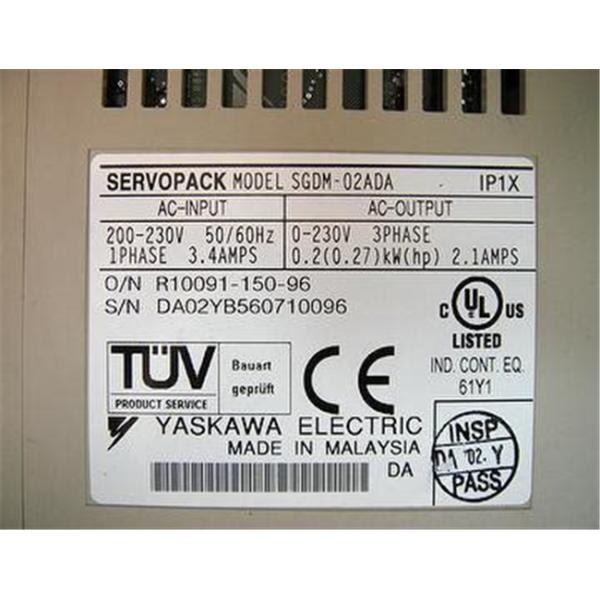 SERVOPACK MODEL SGDM-02ADA IP1X
AC-INPUT AC-OUTPUT
200-230V 50/60Hz 0-230V 3PHASE
1PHASE 3.4AMPS 0.2(0.27)kW(hp) 2.1AMPS
O/N R10091-150-96
S/N DA02YB560710096
C UL US
LISTED
IND. CONT. EQ.
61Y1
TÜV
PRODUCT SERVICE
Bauart
geprüft
CE
YASKAWA ELECTRIC
MADE IN MALAYSIA
DA
INSP
'02. Y
PASS